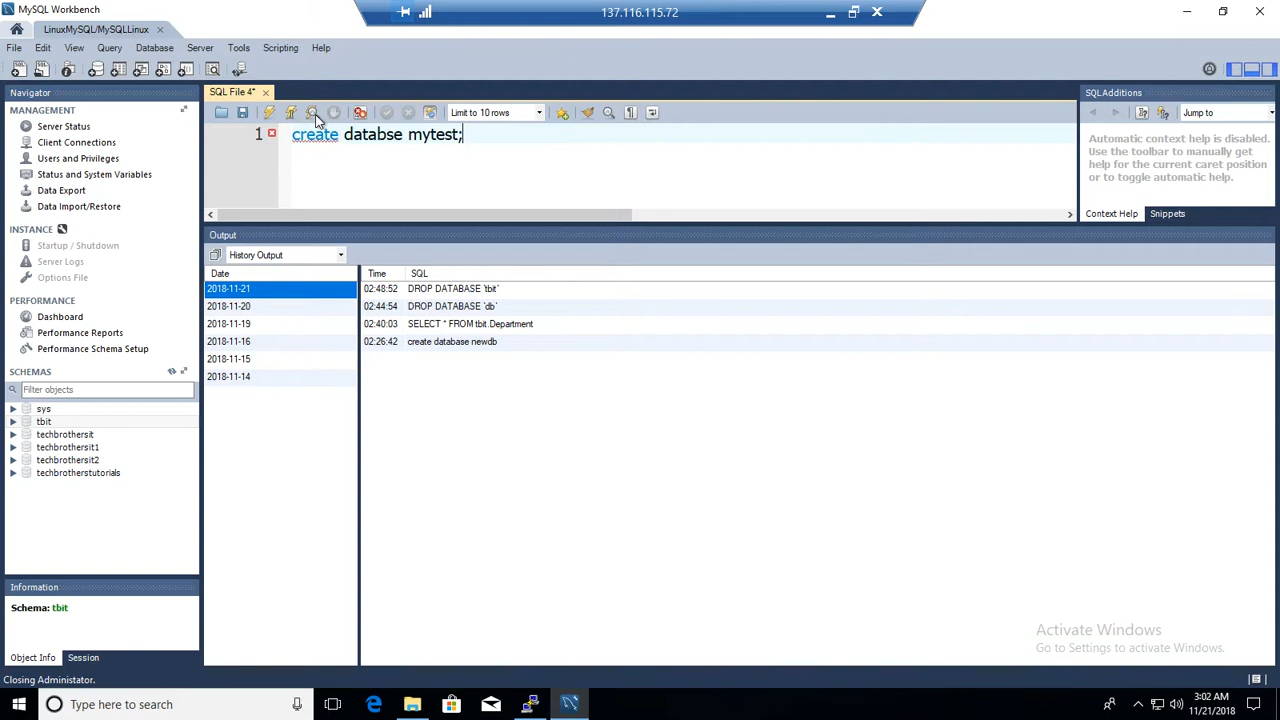 MySQL Workbench
137.116.115.72
LinuxMySQL/MySQLLinux
File Edit View Query Database Server Tools Scripting Help
Navigator
MANAGEMENT
Server Status
Client Connections
Users and Privileges
Status and System Variables
Data Export
Data Import/Restore
INSTANCE
Startup / Shutdown
Server Logs
Options File
PERFORMANCE
Dashboard
Performance Reports
Performance Schema Setup
SCHEMAS
Filter objects
sys
tbit
techbrothersit
techbrothersit1
techbrothersit2
techbrotherstutorials
Information
Schema: tbit
Object Info Session
SQL File 4*
Limit to 10 rows
1 create databse mytest;
Output
History Output
Date Time SQL
2018-11-21 02:48:52 DROP DATABASE `tbit`
2018-11-20 02:44:54 DROP DATABASE `db`
2018-11-19 02:40:03 SELECT * FROM tbit.Department
2018-11-16 02:26:42 create database newdb
2018-11-15
2018-11-14
SQLAdditions
Jump to
Automatic context help is disabled.
Use the toolbar to manually get
help for the current caret position
or to toggle automatic help.
Context Help Snippets
Activate Windows
Go to Settings to activate Windows.
Closing Administator.
Type here to search
3:02 AM
11/21/2018